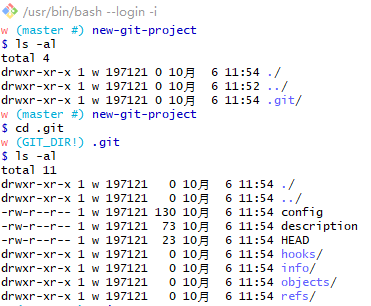 /usr/bin/bash --login -i
w (master #) new-git-project
$ ls -al
total 4
drwxr-xr-x 1 w 197121 0 10月  6 11:54 ./
drwxr-xr-x 1 w 197121 0 10月  6 11:52 ../
drwxr-xr-x 1 w 197121 0 10月  6 11:54 .git/
w (master #) new-git-project
$ cd .git
w (GIT_DIR!) .git
$ ls -al
total 11
drwxr-xr-x 1 w 197121   0 10月  6 11:54 ./
drwxr-xr-x 1 w 197121   0 10月  6 11:54 ../
-rw-r--r-- 1 w 197121 130 10月  6 11:54 config
-rw-r--r-- 1 w 197121  73 10月  6 11:54 description
-rw-r--r-- 1 w 197121  23 10月  6 11:54 HEAD
drwxr-xr-x 1 w 197121   0 10月  6 11:54 hooks/
drwxr-xr-x 1 w 197121   0 10月  6 11:54 info/
drwxr-xr-x 1 w 197121   0 10月  6 11:54 objects/
drwxr-xr-x 1 w 197121   0 10月  6 11:54 refs/